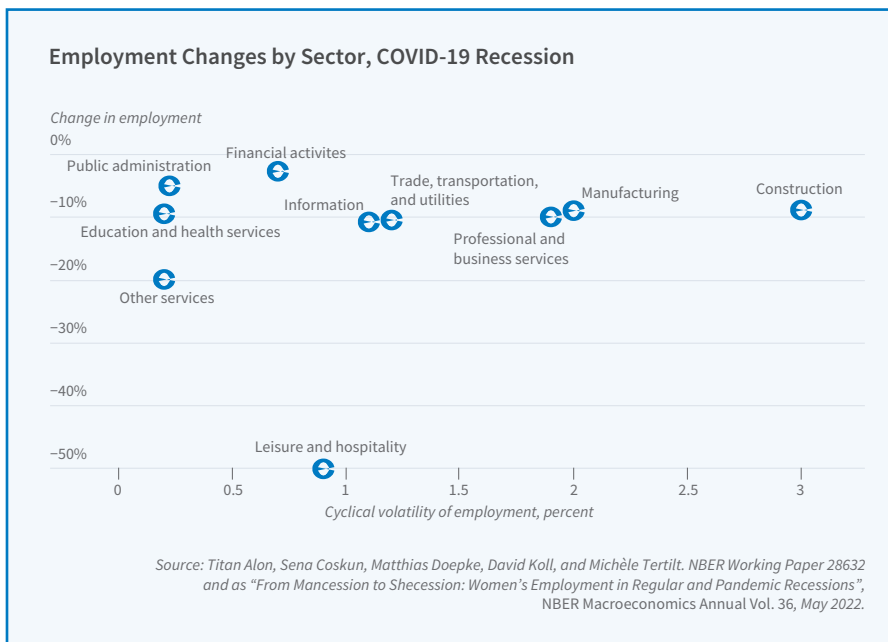 Employment Changes by Sector, COVID-19 Recession
Change in employment
0%
Financial activites
Public administration
Trade, transportation,
and utilities
Manufacturing
Construction
−10%
Information
Education and health services
Professional and
business services
−20%
Other services
−30%
−40%
−50%
Leisure and hospitality
0 0.5 1 1.5 2 2.5 3
Cyclical volatility of employment, percent
Source: Titan Alon, Sena Coskun, Matthias Doepke, David Koll, and Michèle Tertilt. NBER Working Paper 28632
and as “From Mancession to Shecession: Women’s Employment in Regular and Pandemic Recessions”,
NBER Macroeconomics Annual Vol. 36, May 2022.